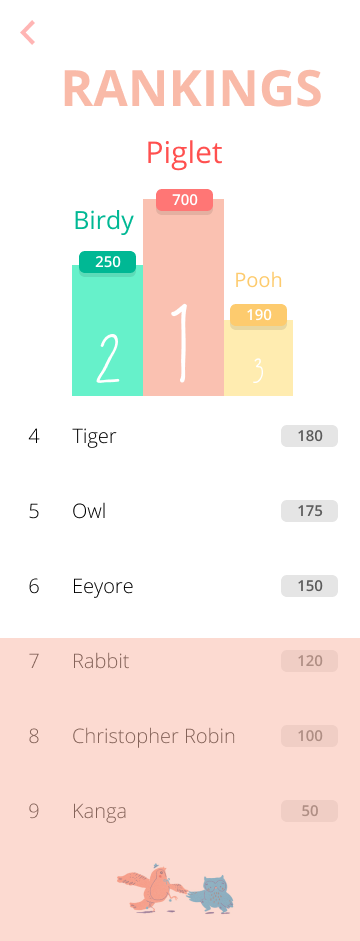 RANKINGS
Piglet
700
Birdy
250
Pooh
190
2
1
3
4 Tiger 180
5 Owl 175
6 Eeyore 150
7 Rabbit 120
8 Christopher Robin 100
9 Kanga 50